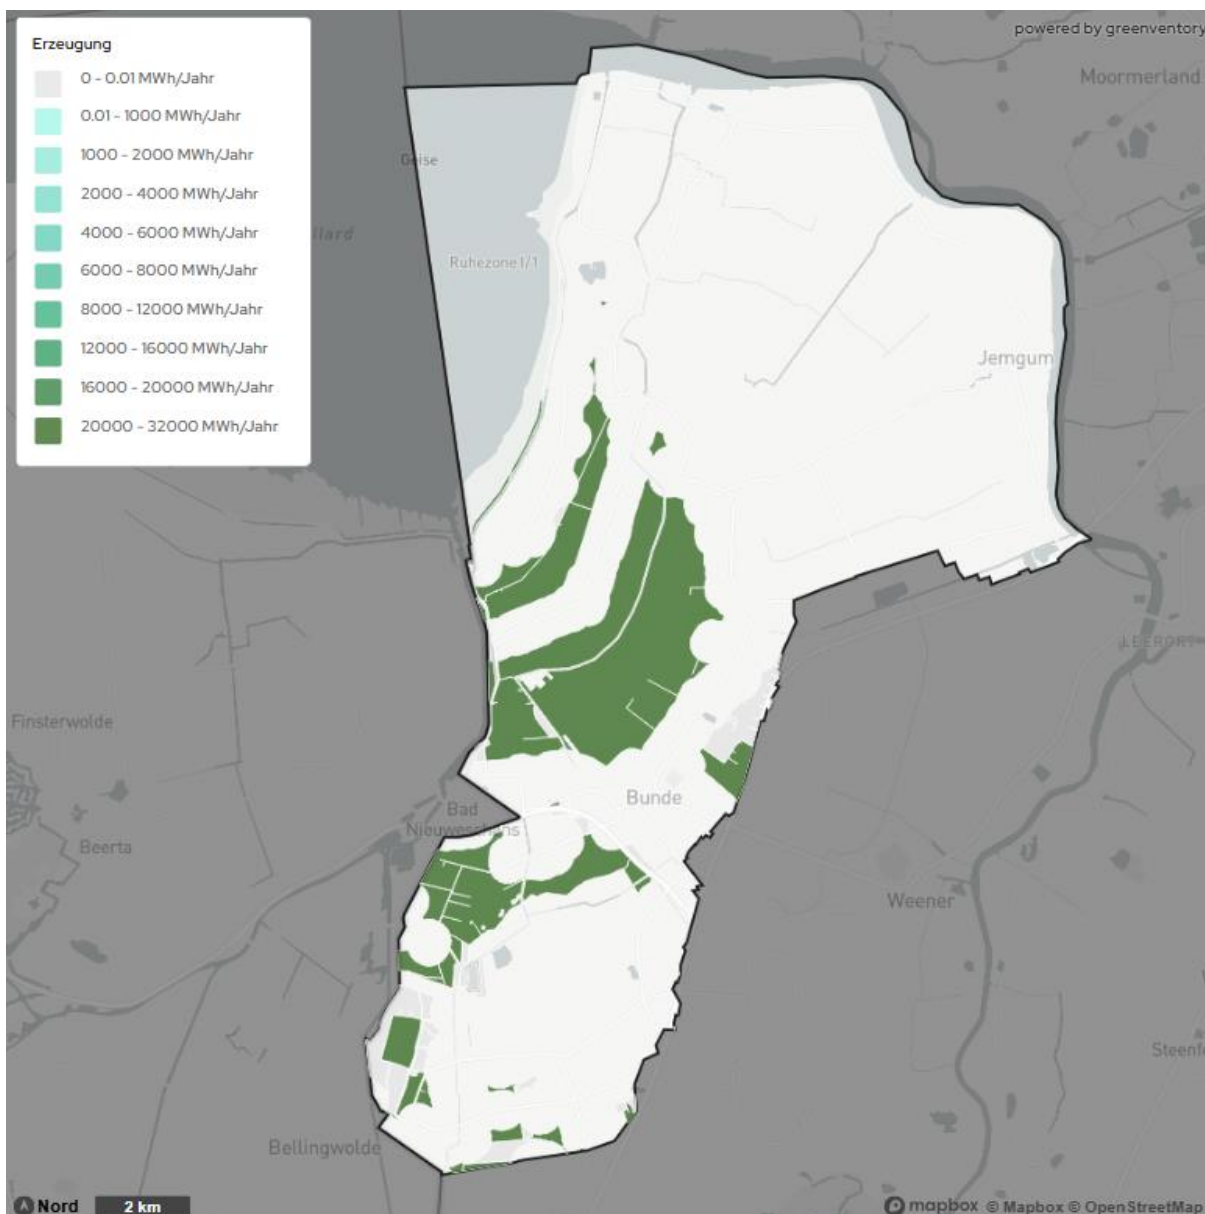 powered by greenventory
Erzeugung
0 - 0.01 MWh/Jahr
0.01 - 1000 MWh/Jahr
1000 - 2000 MWh/Jahr
2000 - 4000 MWh/Jahr
4000 - 6000 MWh/Jahr
6000 - 8000 MWh/Jahr
8000 - 12000 MWh/Jahr
12000 - 16000 MWh/Jahr
16000 - 20000 MWh/Jahr
20000 - 32000 MWh/Jahr
Moormerland
Geise
llard
Ruhezone I/1
Jemgum
LEERORT
Finsterwolde
Bunde
Bad
Nieuweschans
Beerta
Weener
Steenf
Bellingwolde
Nord
2 km
mapbox © Mapbox © OpenStreetMap